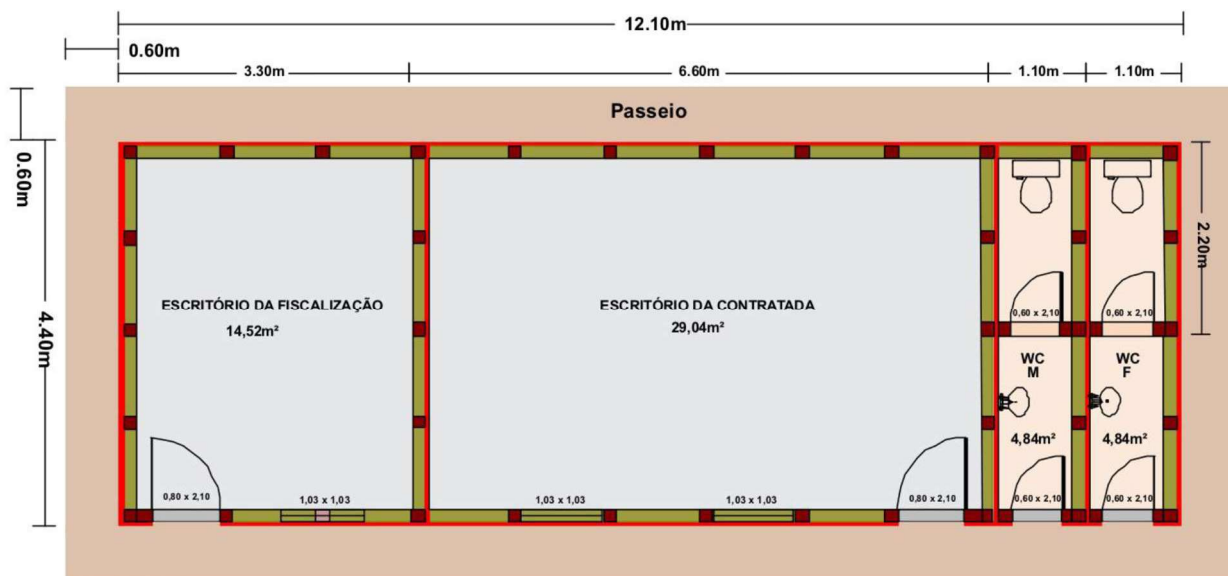 12.10m
0.60m
3.30m
6.60m
1.10m
1.10m
Passeio
0.60m
2.20m
4.40m
ESCRITÓRIO DA FISCALIZAÇÃO
14,52m²
ESCRITÓRIO DA CONTRATADA
29,04m²
0,60 x 2,10
0,60 x 2,10
WC
M
WC
F
4,84m²
4,84m²
0,80 x 2,10
1,03 x 1,03
1,03 x 1,03
1,03 x 1,03
0,80 x 2,10
0,60 x 2,10
0,60 x 2,10